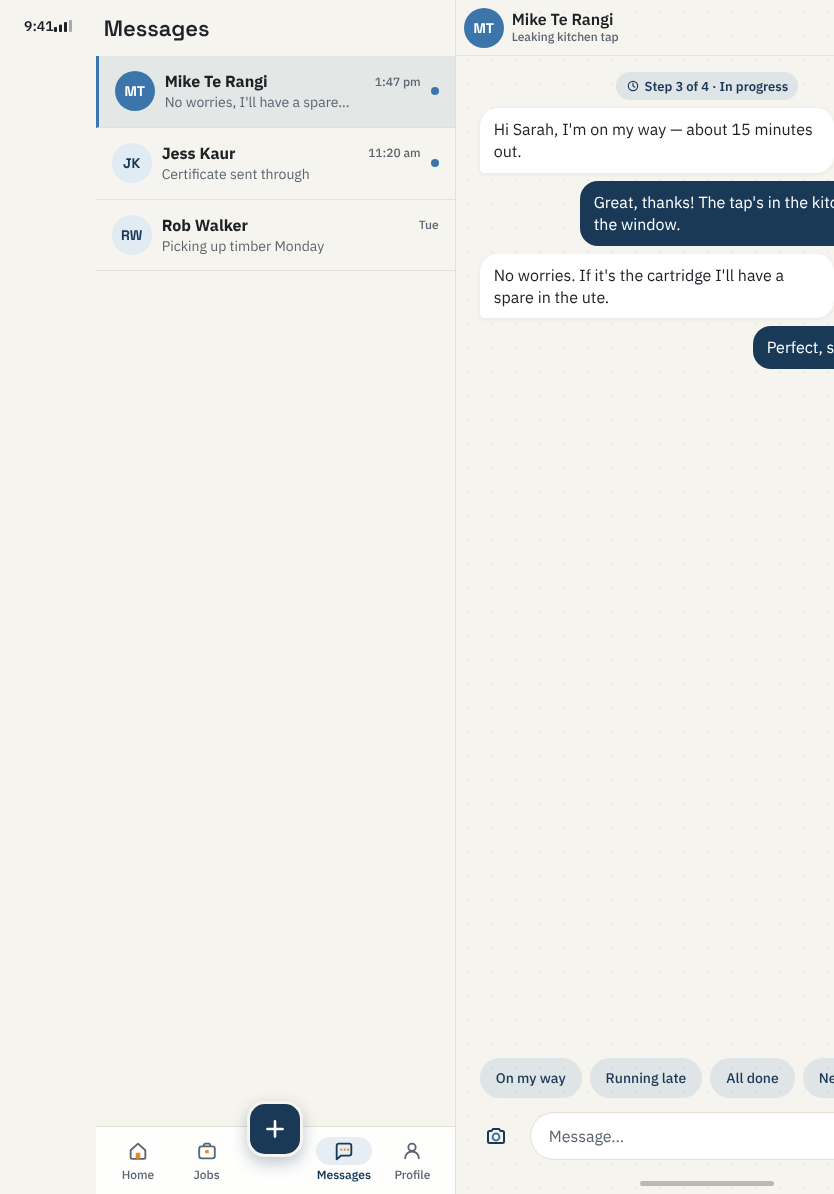 9:41
Messages
MT
Mike Te Rangi
1:47 pm
No worries, I'll have a spare...
JK
Jess Kaur
11:20 am
Certificate sent through
RW
Rob Walker
Tue
Picking up timber Monday
Home
Jobs
Messages
Profile
MT
Mike Te Rangi
Leaking kitchen tap
Step 3 of 4 · In progress
Hi Sarah, I'm on my way — about 15 minutes
out.
Great, thanks! The tap's in the kitc
the window.
No worries. If it's the cartridge I'll have a
spare in the ute.
Perfect, s
On my way
Running late
All done
Ne
Message...